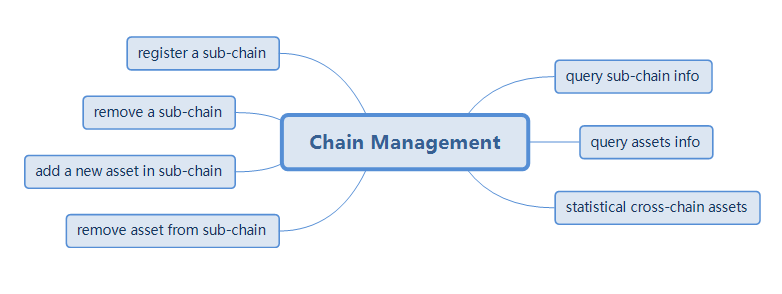 register a sub-chain
remove a sub-chain
add a new asset in sub-chain
remove asset from sub-chain
Chain Management
query sub-chain info
query assets info
statistical cross-chain assets